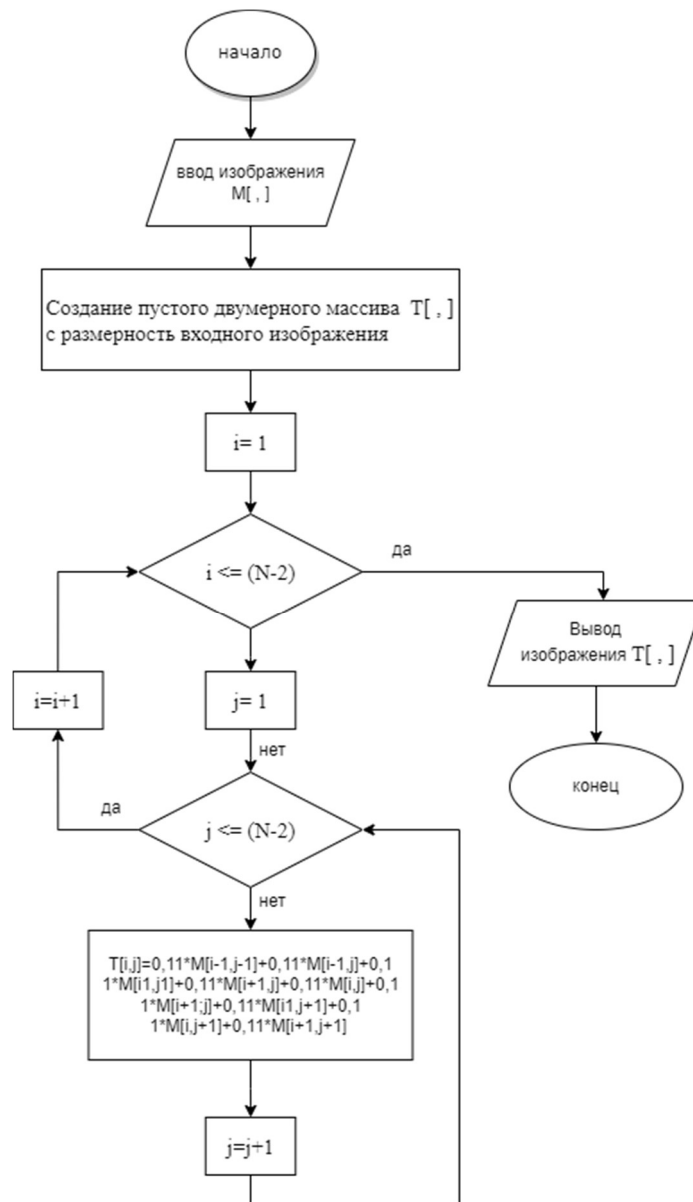 начало
ввод изображения
M[ , ]
Создание пустого двумерного массива T[ , ]
с размерность входного изображения
i= 1
i <= (N-2)
да
Вывод
изображения T[ , ]
i=i+1
j= 1
нет
конец
да
j <= (N-2)
нет
T[i,j]=0,11*M[i-1,j-1]+0,11*M[i-1,j]+0,1
1*M[i1,j1]+0,11*M[i+1,j]+0,11*M[i,j]+0,1
1*M[i+1;j]+0,11*M[i1,j+1]+0,1
1*M[i,j+1]+0,11*M[i+1,j+1]
j=j+1